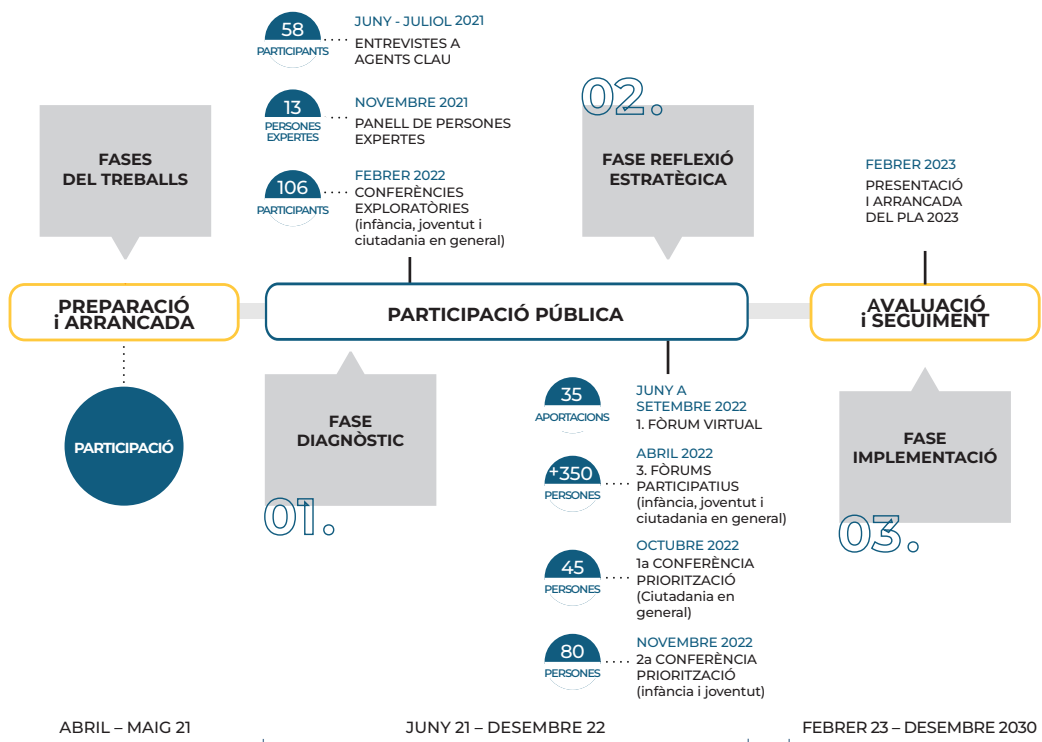 58
PARTICIPANTS
JUNY - JULIOL 2021
ENTREVISTES A
AGENTS CLAU
13
PERSONES
EXPERTES
NOVEMBRE 2021
PANELL DE PERSONES
EXPERTES
106
PARTICIPANTS
FEBRER 2022
CONFERÈNCIES
EXPLORATÒRIES
(infància, joventut i
ciutadania en general)
FASES
DEL TREBALLS
02.
FASE REFLEXIÓ
ESTRATÈGICA
FEBRER 2023
PRESENTACIÓ
I ARRANCADA
DEL PLA 2023
PREPARACIÓ
i ARRANCADA
PARTICIPACIÓ PÚBLICA
AVALUACIÓ
i SEGUIMENT
PARTICIPACIÓ
FASE
DIAGNÒSTIC
01.
35
APORTACIONS
JUNY A
SETEMBRE 2022
1. FÒRUM VIRTUAL
+350
PERSONES
ABRIL 2022
3. FÒRUMS
PARTICIPATIUS
(infància, joventut i
ciutadania en general)
45
PERSONES
OCTUBRE 2022
1a CONFERÈNCIA
PRIORITZACIÓ
(Ciutadania en
general)
80
PERSONES
NOVEMBRE 2022
2a CONFERÈNCIA
PRIORITZACIÓ
(infància i joventut)
FASE
IMPLEMENTACIÓ
03.
ABRIL – MAIG 21
JUNY 21 – DESEMBRE 22
FEBRER 23 – DESEMBRE 2030